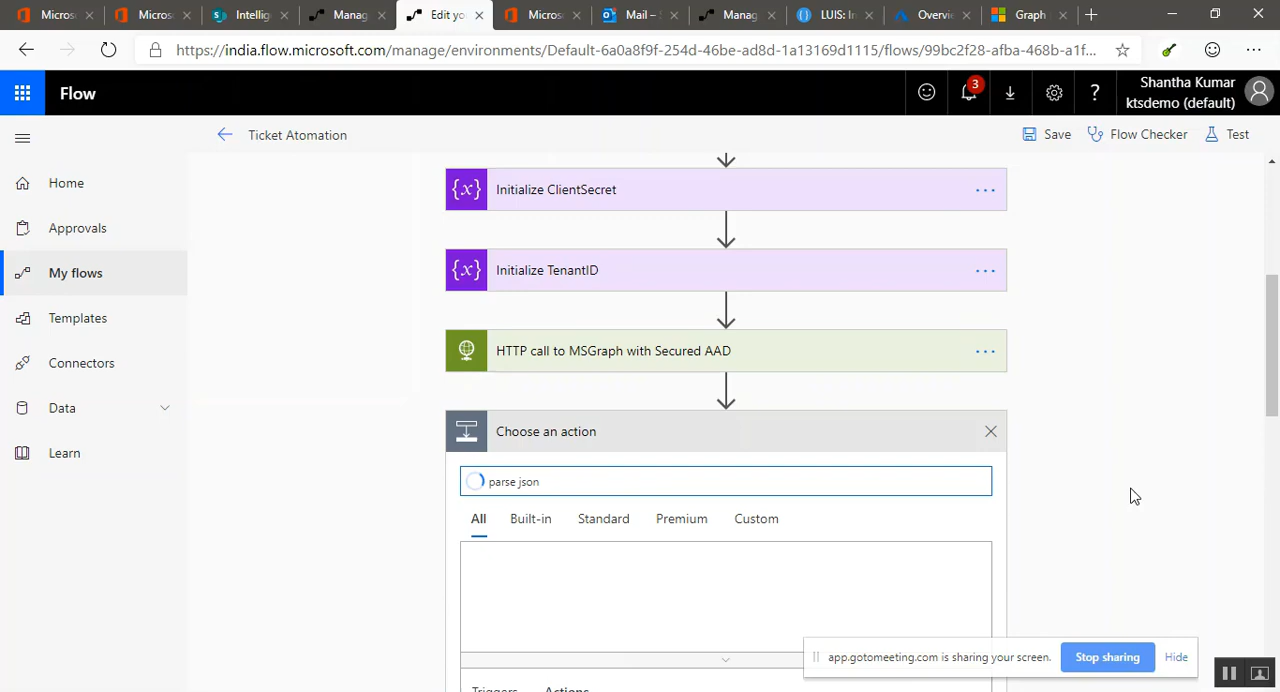 Micros
Micros
Intellig
Manag
Edit yo
Micros
Mail – S
Manag
LUIS: In
Overvie
Graph
https://india.flow.microsoft.com/manage/environments/Default-6a0a8f9f-254d-46be-ad8d-1a13169d1115/flows/99bc2f28-afba-468b-a1f...
Flow
3
Shantha Kumar
ktsdemo (default)
Ticket Atomation
Save
Flow Checker
Test
Home
Approvals
My flows
Templates
Connectors
Data
Learn
{x} Initialize ClientSecret ...
{x} Initialize TenantID ...
HTTP call to MSGraph with Secured AAD ...
Choose an action
parse json
All Built-in Standard Premium Custom
app.gotomeeting.com is sharing your screen.
Stop sharing
Hide
Triggers Actions